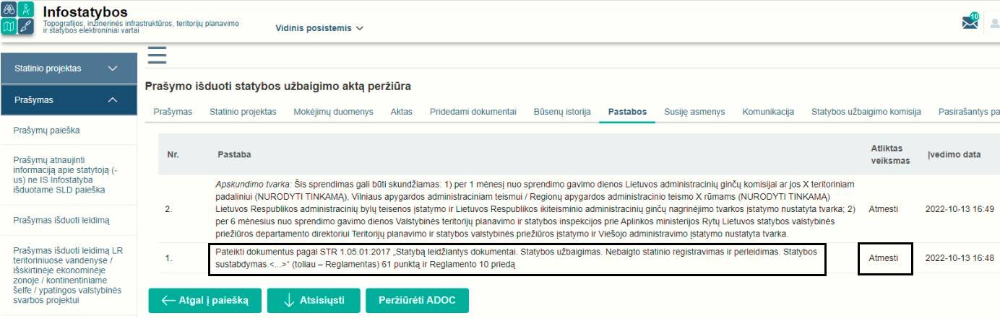 Infostatybos
Topografijos, inžinerinės infrastruktūros, teritorijų planavimo
ir statybos elektroniniai vartai
Vidinis posistemis
10
Statinio projektas
Prašymas
Prašymų paieška
Prašymų atnaujinti
informaciją apie statytoją (-
us) ne IS Infostatyba
išduotame SLD paieška
Prašymas išduoti leidimą
Prašymas išduoti leidimą LR
teritoriniuose vandenyse /
išskirtinėje ekonominėje
zonoje / kontinentiniame
šelfe / ypatingos valstybinės
svarbos projektui
Prašymo išduoti statybos užbaigimo aktą peržiūra
Prašymas Statinio projektas Mokėjimų duomenys Aktas Pridedami dokumentai Būsenų istorija Pastabos Susiję asmenys Komunikacija Statybos užbaigimo komisija Pasirašantys pa
Nr. Pastaba Atliktas veiksmas Įvedimo data
Apskundimo tvarka: Šis sprendimas gali būti skundžiamas: 1) per 1 mėnesį nuo sprendimo gavimo dienos Lietuvos administracinių ginčų komisijai ar jos X teritoriniam
padaliniui (NURODYTI TINKAMĄ), Vilniaus apygardos administraciniam teismui / Regionų apygardos administracinio teismo X rūmams (NURODYTI TINKAMĄ)
2. Lietuvos Respublikos administracinių bylų teisenos įstatymo ir Lietuvos Respublikos ikiteisminio administracinių ginčų nagrinėjimo tvarkos įstatymo nustatyta tvarka; 2) Atmesti 2022-10-13 16:49
per 6 mėnesius nuo sprendimo gavimo dienos Valstybinės teritorijų planavimo ir statybos inspekcijos prie Aplinkos ministerijos Rytų Lietuvos statybos valstybinės
priežiūros departamento direktoriui Teritorijų planavimo ir statybos valstybinės priežiūros įstatymo ir Viešojo administravimo įstatymo nustatyta tvarka.
1. Pateikti dokumentus pagal STR 1.05.01:2017 „Statybą leidžiantys dokumentai. Statybos užbaigimas. Nebaigto statinio registravimas ir perleidimas. Statybos Atmesti 2022-10-13 16:48
sustabdymas.<...>“ (toliau – Reglamentas) 61 punktą ir Reglamento 10 priedą
Atgal į paiešką Atsisiųsti Peržiūrėti ADOC